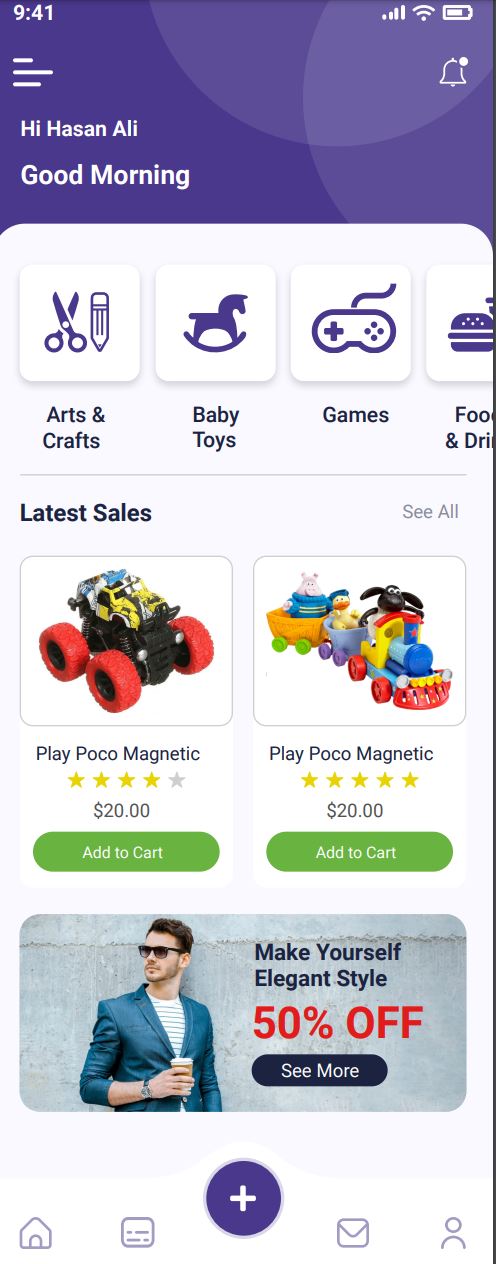 9:41
Hi Hasan Ali
Good Morning
Arts &
Crafts
Baby
Toys
Games
Latest Sales
See All
Play Poco Magnetic
$20.00
Add to Cart
Play Poco Magnetic
$20.00
Add to Cart
Make Yourself
Elegant Style
50% OFF
See More